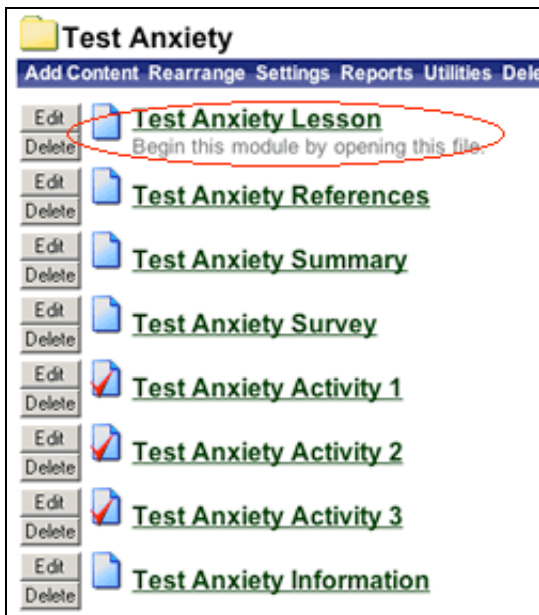 Test Anxiety
Add Content Rearrange Settings Reports Utilities Dele
Edit Test Anxiety Lesson
Delete Begin this module by opening this file.
Edit
Delete Test Anxiety References
Edit
Delete Test Anxiety Summary
Edit
Delete Test Anxiety Survey
Edit
Delete Test Anxiety Activity 1
Edit
Delete Test Anxiety Activity 2
Edit
Delete Test Anxiety Activity 3
Edit
Delete Test Anxiety Information